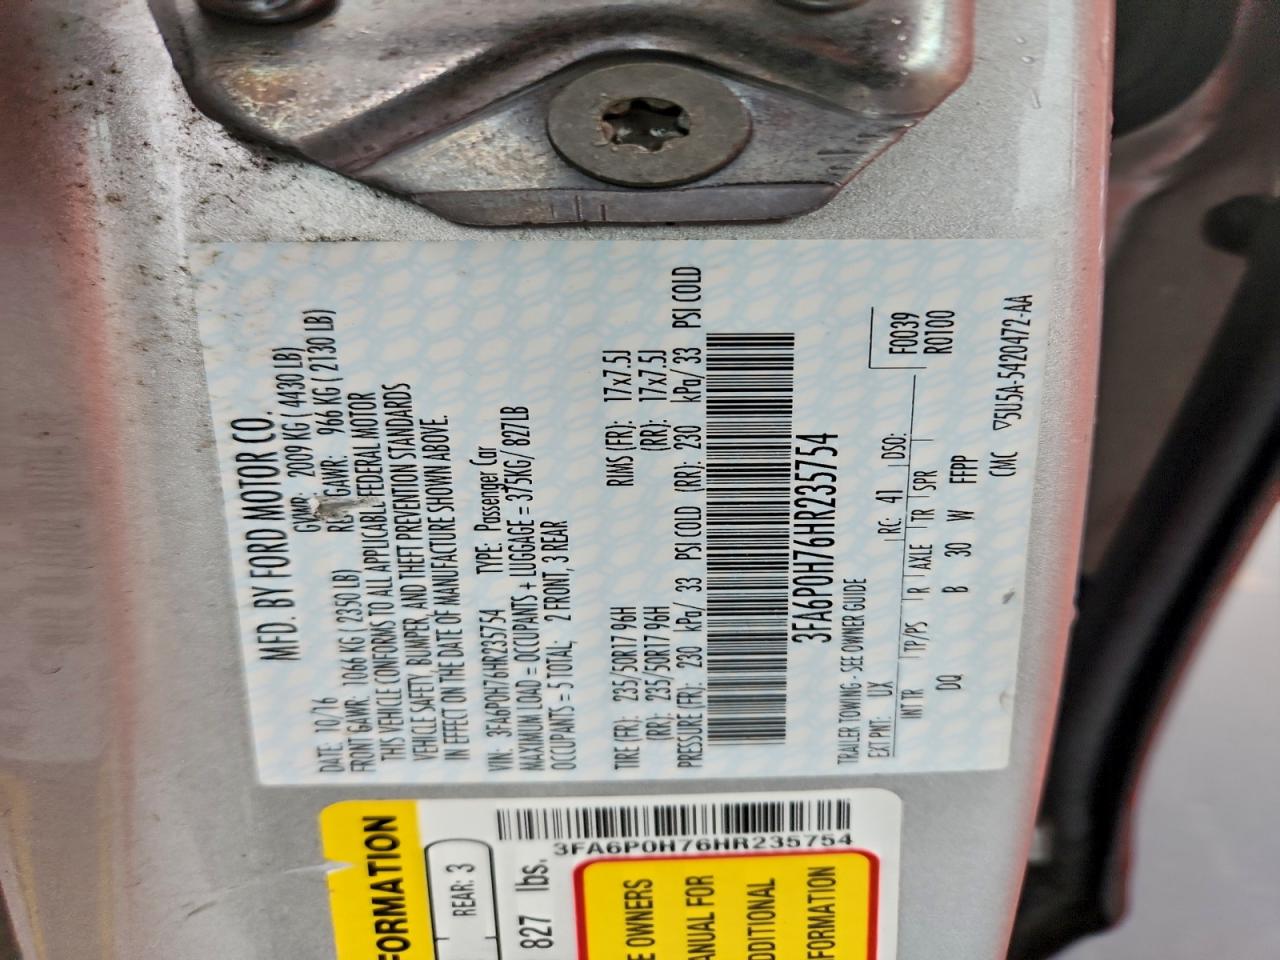 MFD. BY FORD MOTOR CO.
DATE: 10/16 GVWR: 2009 KG ( 4430 LB)
FRONT GAWR: 1066 KG ( 2350 LB) GAWR: 966 KG ( 2130 LB)
THIS VEHICLE CONFORMS TO ALL APPLICABLE FEDERAL MOTOR
VEHICLE SAFETY, BUMPER, AND THEFT PREVENTION STANDARDS
IN EFFECT ON THE DATE OF MANUFACTURE SHOWN ABOVE.
VIN: 3FA6P0H76HR235754 TYPE: Passenger Car
MAXIMUM LOAD = OCCUPANTS + LUGGAGE = 375KG/ 827LB
OCCUPANTS = 5 TOTAL; 2 FRONT, 3 REAR
TIRE (FR): 235/50R17 96H RIMS (FR): 17x7.5J
(RR): 235/50R17 96H (RR): 17x7.5J
PRESSURE (FR): 230 kPa/ 33 PSI COLD (RR): 230 kPa/ 33 PSI COLD
3FA6P0H76HR235754
TRAILER TOWING - SEE OWNER GUIDE
F0039
EXT PNT: UX RC: 41 DSO: R0100
INT TR TP/PS R AXLE TR SPR
DQ B 30 W FFPP
CMC 5U5A-5420472-AA
FORMATION
REAR: 3
827 lbs.
3FA6P0H76HR235754
E OWNERS
ANUAL FOR
DDITIONAL
FORMATION